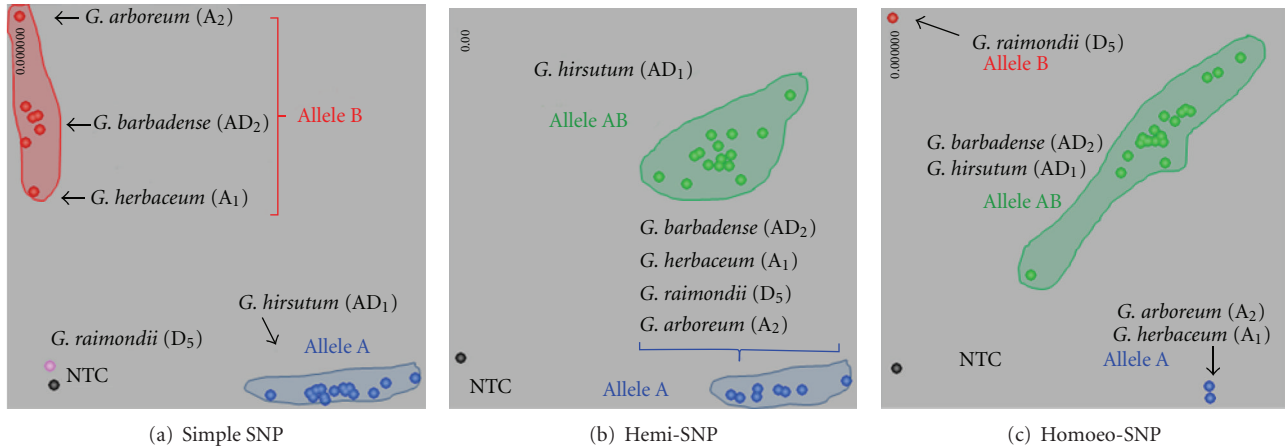 G. arboreum (A₂)
0.000000
G. barbadense (AD₂)
Allele B
G. herbaceum (A₁)
G. hirsutum (AD₁)
G. raimondii (D₅)
Allele A
NTC
(a) Simple SNP
0.00
G. hirsutum (AD₁)
Allele AB
G. barbadense (AD₂)
G. herbaceum (A₁)
G. raimondii (D₅)
G. arboreum (A₂)
NTC
Allele A
(b) Hemi-SNP
0.000000
G. raimondii (D₅)
Allele B
G. barbadense (AD₂)
G. hirsutum (AD₁)
Allele AB
G. arboreum (A₂)
G. herbaceum (A₁)
NTC
Allele A
(c) Homoeo-SNP